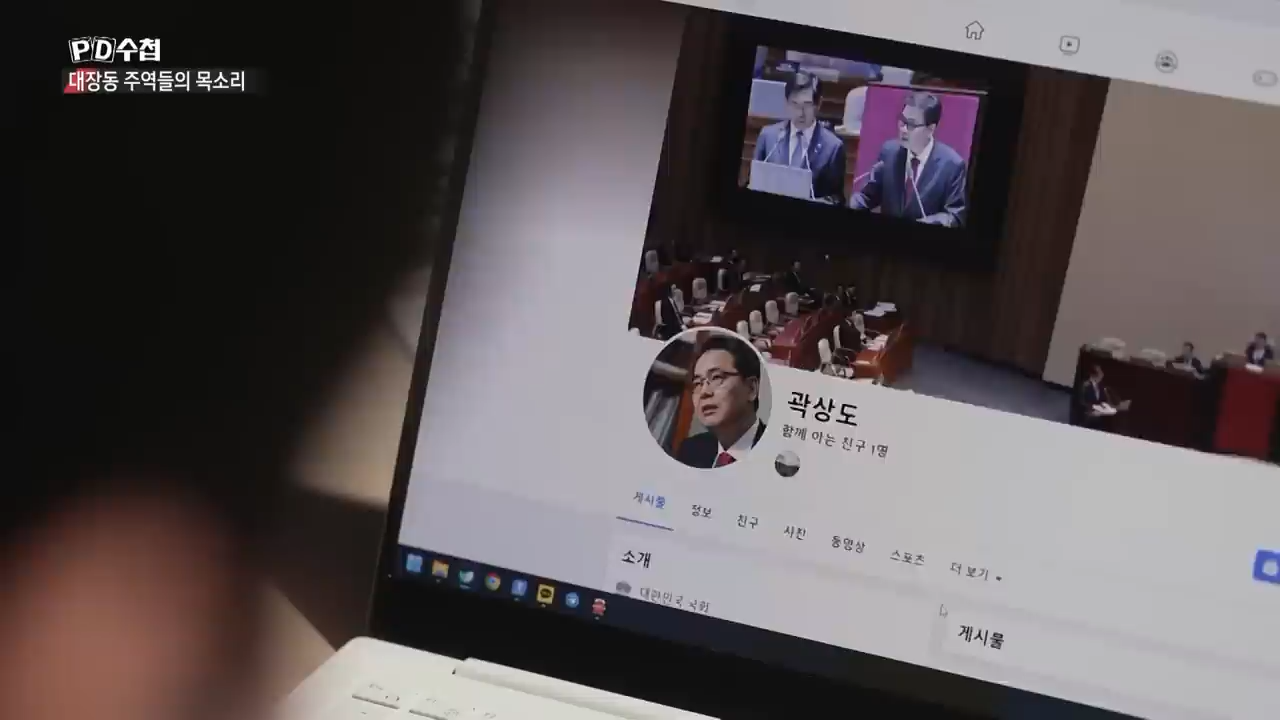 PD수첩
대장동 주역들의 목소리
곽상도
함께 아는 친구 1명
게시물 정보 친구 사진 동영상 스포츠 더 보기
소개
대한민국 국회
게시물